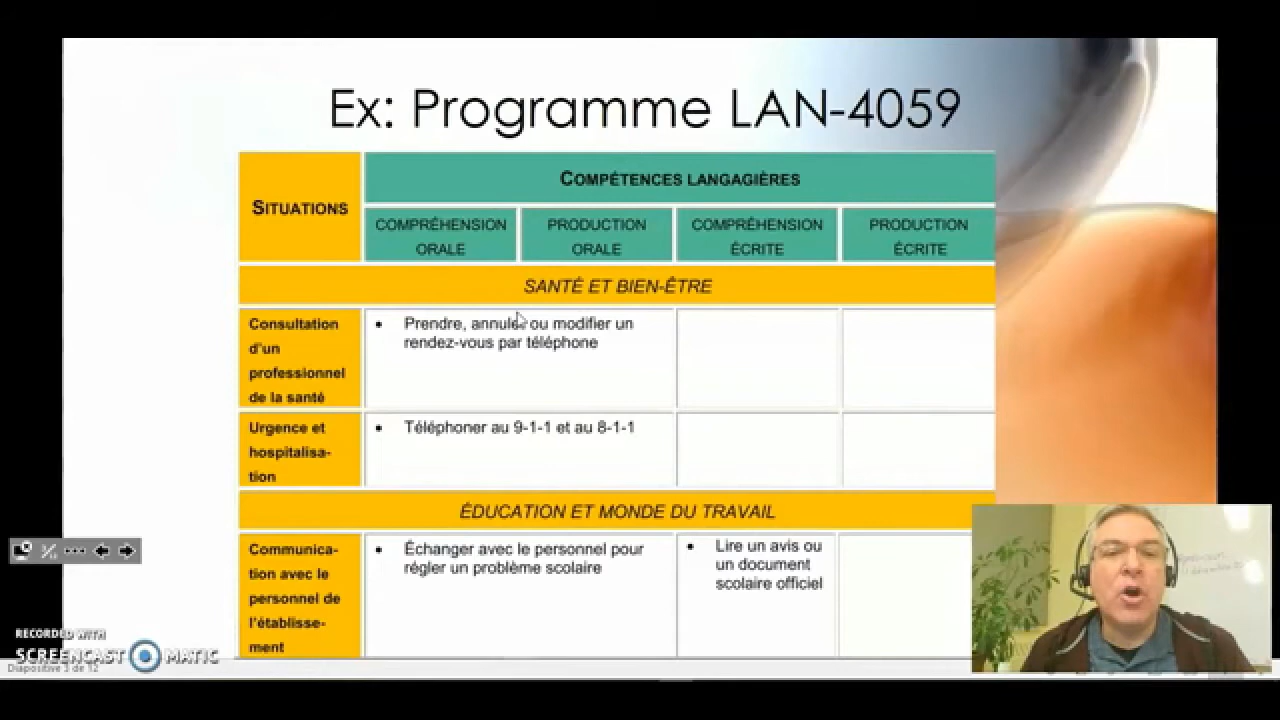 Ex: Programme LAN-4059
SITUATIONS
COMPÉTENCES LANGAGIÈRES
COMPRÉHENSION
ORALE
PRODUCTION
ORALE
COMPRÉHENSION
ÉCRITE
PRODUCTION
ÉCRITE
SANTÉ ET BIEN-ÊTRE
Consultation
d'un
professionnel
de la santé
• Prendre, annuler ou modifier un
rendez-vous par téléphone
Urgence et
hospitalisa-
tion
• Téléphoner au 9-1-1 et au 8-1-1
ÉDUCATION ET MONDE DU TRAVAIL
Communica-
tion avec le
personnel de
l'établisse-
ment
• Échanger avec le personnel pour
régler un problème scolaire
• Lire un avis ou
un document
scolaire officiel
RECORDED WITH
SCREENCAST MATIC
Diapositive 3 de 12